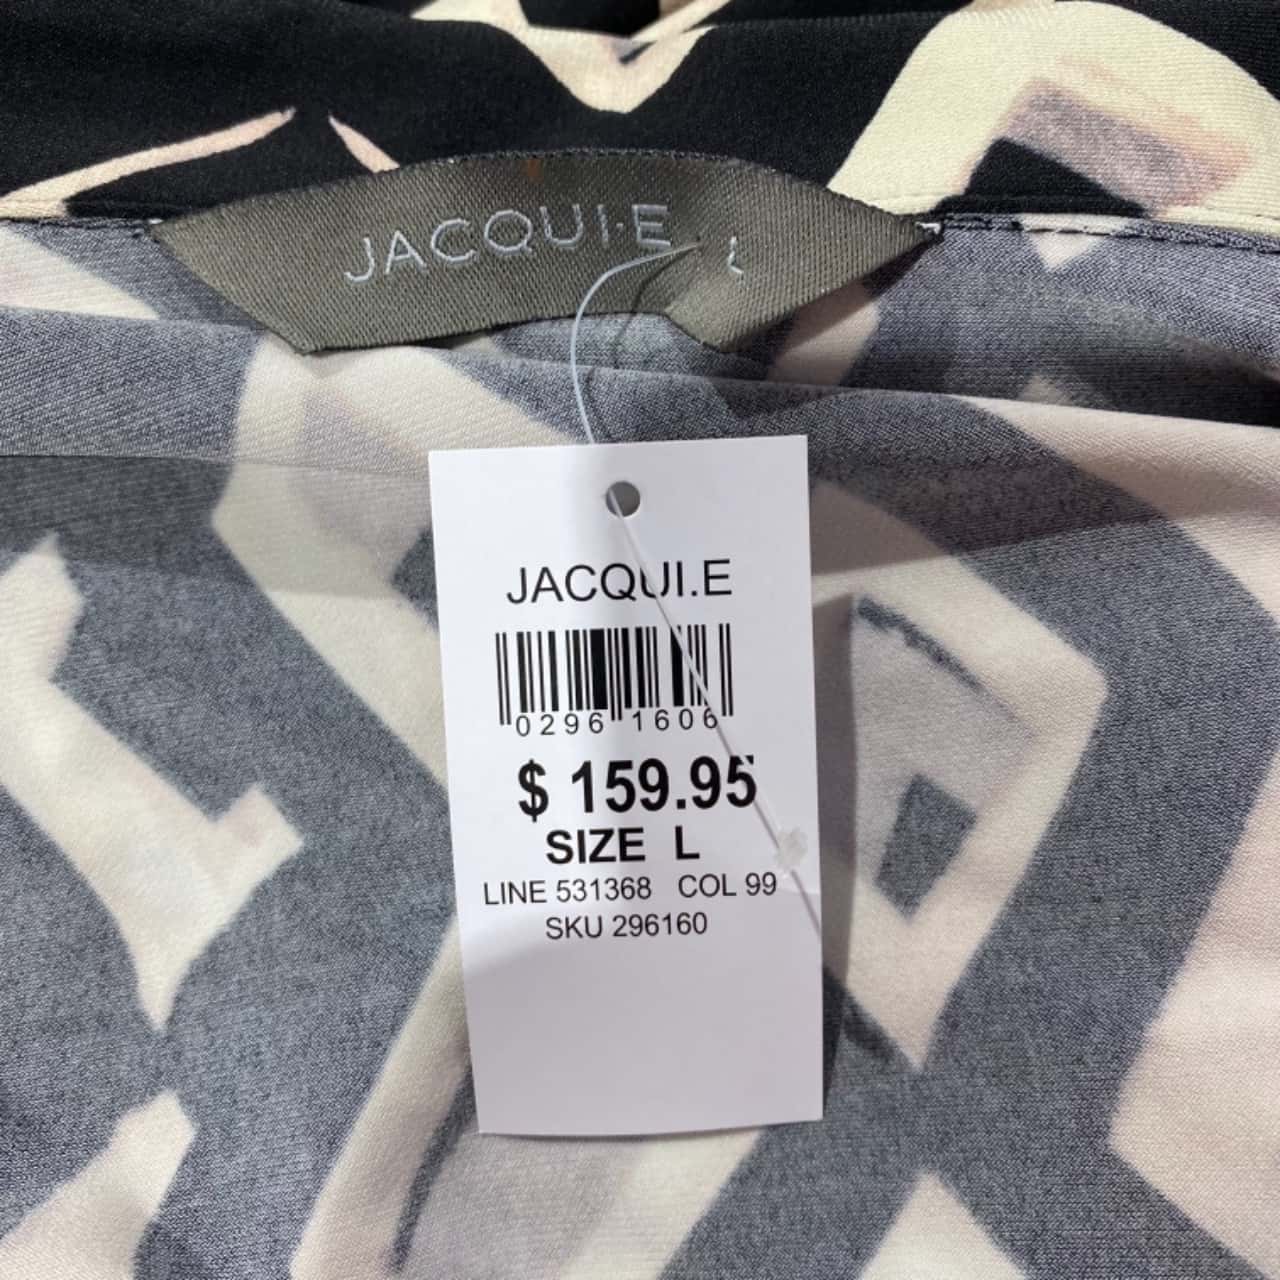 JACQUI·E L
JACQUI.E
0296 1606
$ 159.95
SIZE L
LINE 531368 COL 99
SKU 296160